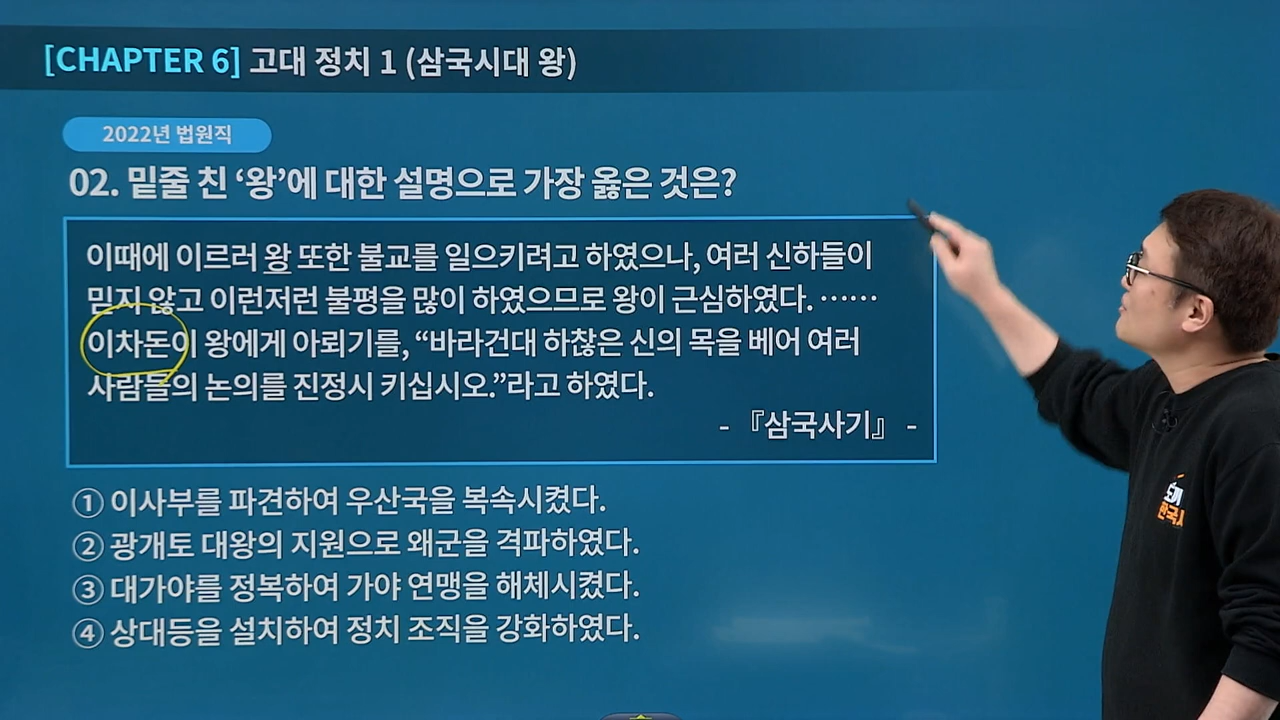 [CHAPTER 6] 고대 정치 1 (삼국시대 왕)
2022년 법원직
02. 밑줄 친 ‘왕’에 대한 설명으로 가장 옳은 것은?
이때에 이르러 왕 또한 불교를 일으키려고 하였으나, 여러 신하들이
믿지 않고 이런저런 불평을 많이 하였으므로 왕이 근심하였다. ⋯⋯
이차돈이 왕에게 아뢰기를, “바라건대 하찮은 신의 목을 베어 여러
사람들의 논의를 진정시 키십시오.”라고 하였다.
- 『삼국사기』 -
① 이사부를 파견하여 우산국을 복속시켰다.
② 광개토 대왕의 지원으로 왜군을 격파하였다.
③ 대가야를 정복하여 가야 연맹을 해체시켰다.
④ 상대등을 설치하여 정치 조직을 강화하였다.